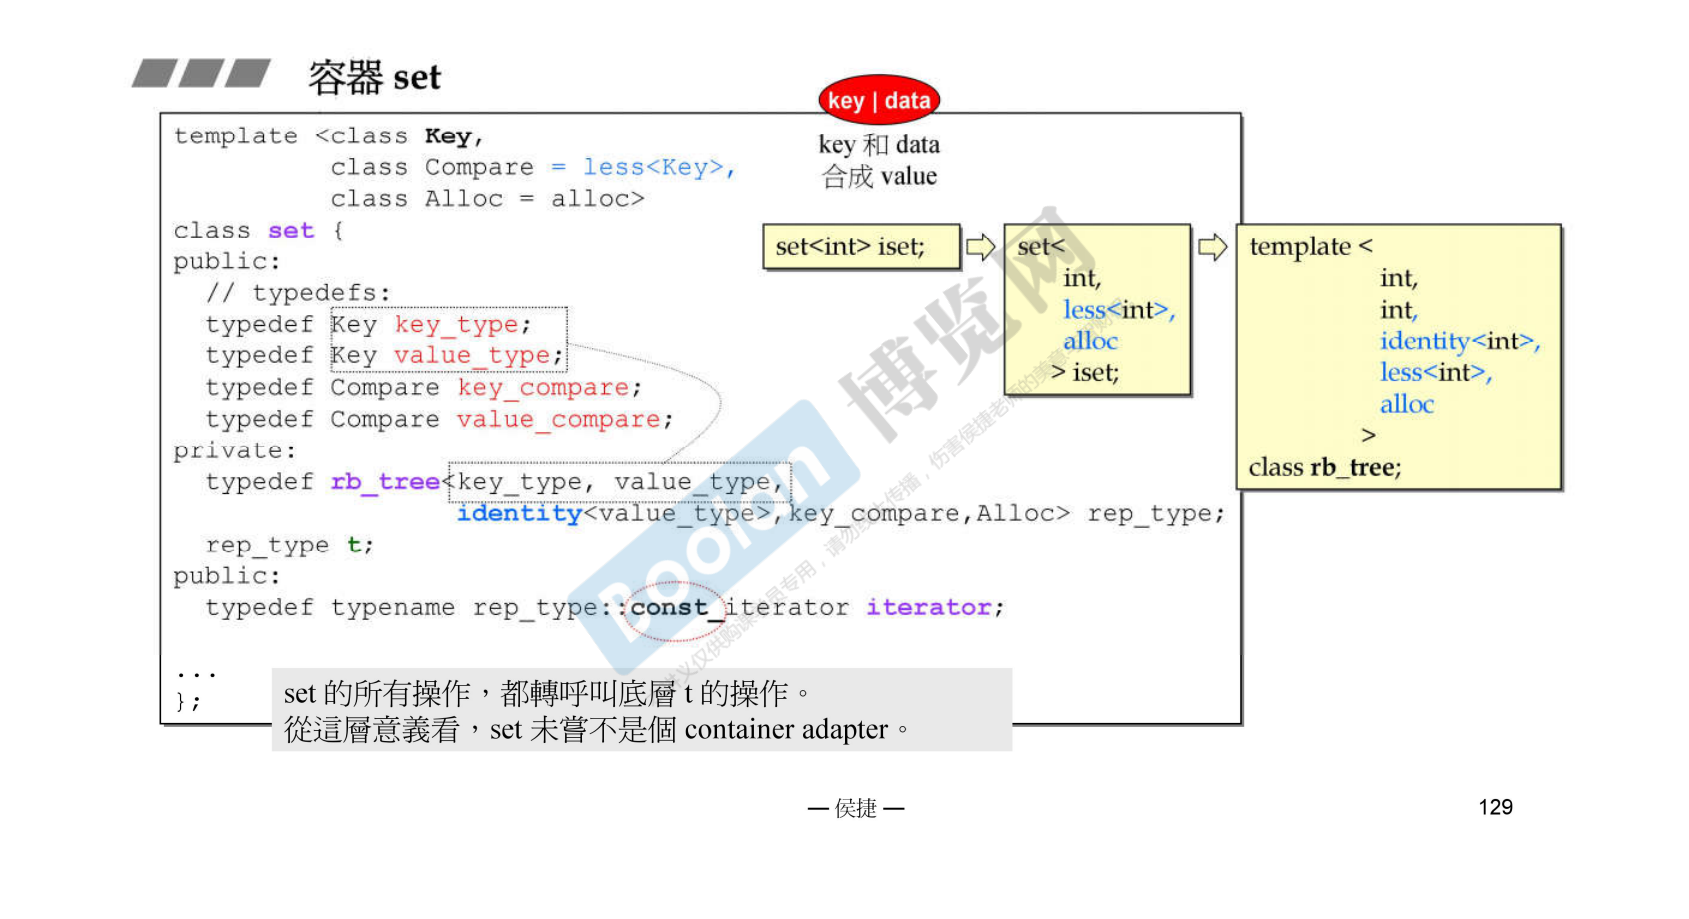 容器 set
key | data
key 和 data
合成 value
template <class Key,
class Compare = less<Key>,
class Alloc = alloc>
class set {
public:
// typedefs:
typedef Key key_type;
typedef Key value_type;
typedef Compare key_compare;
typedef Compare value_compare;
private:
typedef rb_tree<key_type, value_type,
identity<value_type>,key_compare,Alloc> rep_type;
rep_type t;
public:
typedef typename rep_type::const_iterator iterator;
...
};
set<int> iset;
set<
int,
less<int>,
alloc
> iset;
template <
int,
int,
identity<int>,
less<int>,
alloc
>
class rb_tree;
set 的所有操作，都轉呼叫底層 t 的操作。
從這層意義看，set 未嘗不是個 container adapter。
Boolan
博览网
— 侯捷 —
129